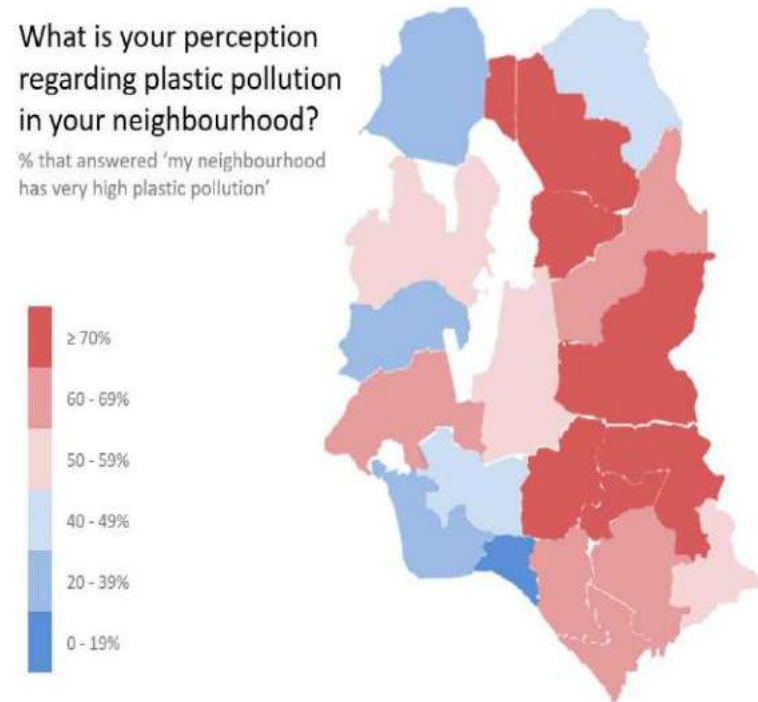 What is your perception
regarding plastic pollution
in your neighbourhood?
% that answered ‘my neighbourhood
has very high plastic pollution’
≥ 70%
60 - 69%
50 - 59%
40 - 49%
20 - 39%
0 - 19%